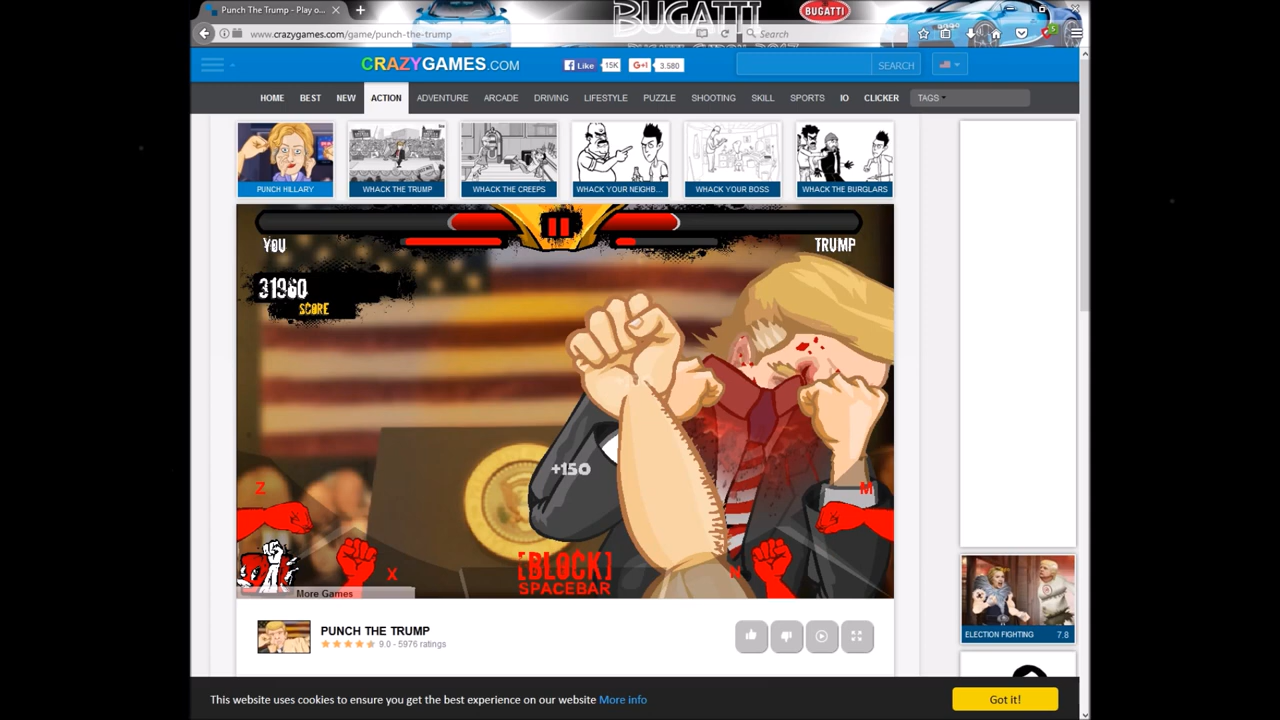 Punch The Trump - Play o...
BUGATTI
BUGATTI
www.crazygames.com/game/punch-the-trump
Search
5
CRAZYGAMES.COM
Like
15K
G+1
3.580
SEARCH
HOME
BEST
NEW
ACTION
ADVENTURE
ARCADE
DRIVING
LIFESTYLE
PUZZLE
SHOOTING
SKILL
SPORTS
IO
CLICKER
TAGS
PUNCH HILLARY
WHACK THE TRUMP
WHACK THE CREEPS
WHACK YOUR NEIGHB...
WHACK YOUR BOSS
WHACK THE BURGLARS
YOU
TRUMP
31960
SCORE
+150
Z
M
X
N
[BLOCK]
SPACEBAR
More Games
PUNCH THE TRUMP
9.0 - 5976 ratings
ELECTION FIGHTING 7.8
This website uses cookies to ensure you get the best experience on our website More info
Got it!